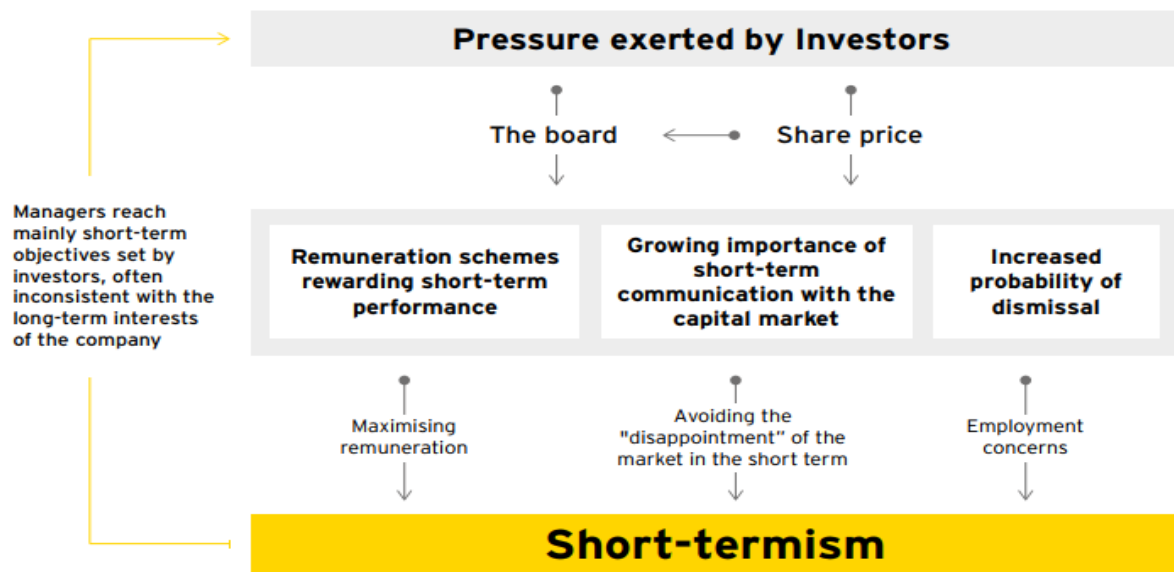 Pressure exerted by Investors
The board
Share price
Managers reach
mainly short-term
objectives set by
investors, often
inconsistent with the
long-term interests
of the company
Remuneration schemes
rewarding short-term
performance
Growing importance of
short-term
communication with the
capital market
Increased
probability of
dismissal
Maximising
remuneration
Avoiding the
"disappointment” of the
market in the short term
Employment
concerns
Short-termism